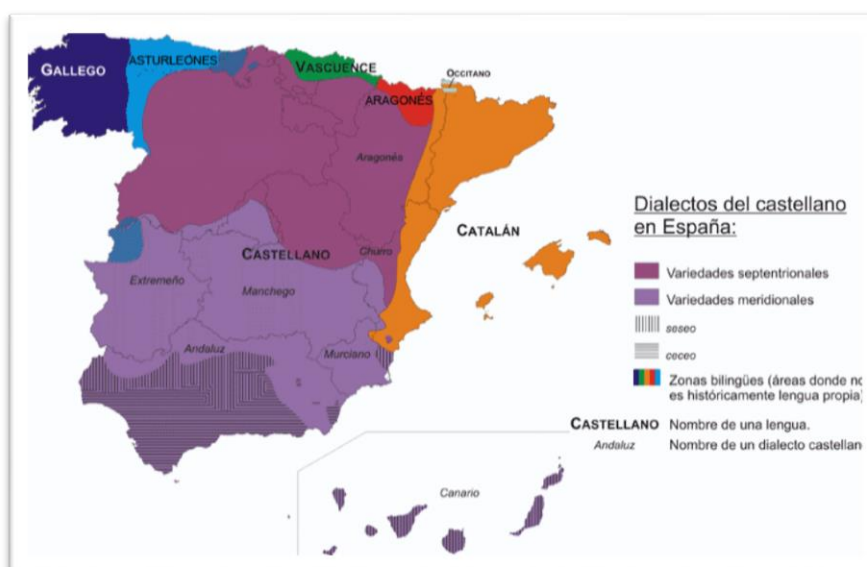 GALLEGO
ASTURLEÓNES
VASCUENCE
OCCITANO
ARAGONÉS
Aragonés
CATALÁN
CASTELLANO
Churro
Extremeño
Manchego
Andaluz
Murciano
S
Canario
Dialectos del castellano
en España:
Variedades septentrionales
Variedades meridionales
seseo
ceceo
Zonas bilingües (áreas donde no
es históricamente lengua propia)
CASTELLANO Nombre de una lengua.
Andaluz Nombre de un dialecto castellan